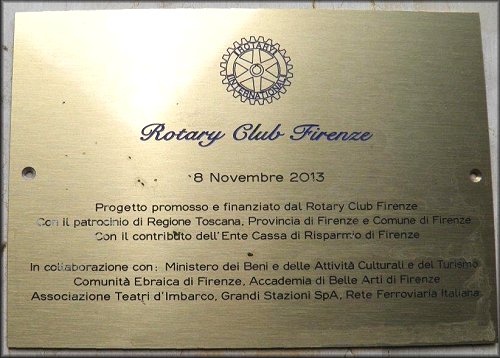 ROTARY
INTERNATIONAL
Rotary Club Firenze
8 Novembre 2013
Progetto promosso e finanziato dal Rotary Club Firenze
Con il patrocinio di Regione Toscana, Provincia di Firenze e Comune di Firenze
Con il contributo dell'Ente Cassa di Risparmio di Firenze
In collaborazione con: Ministero dei Beni e delle Attività Culturali e del Turismo
Comunità Ebraica di Firenze, Accademia di Belle Arti di Firenze
Associazione Teatri d'Imbarco, Grandi Stazioni SpA, Rete Ferroviaria Italiana